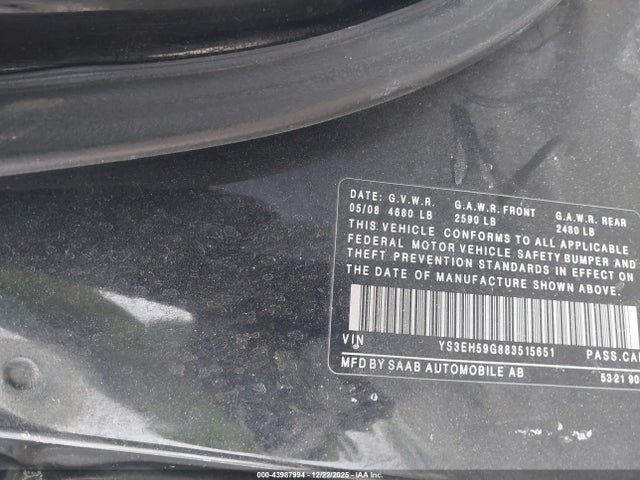 DATE: G.V.W.R. G.A.W.R. FRONT G.A.W.R. REAR
05/08 4680 LB 2590 LB 2480 LB
THIS VEHICLE CONFORMS TO ALL APPLICABLE
FEDERAL MOTOR VEHICLE SAFETY BUMPER AND
THEFT PREVENTION STANDARDS IN EFFECT ON
THE DATE OF MANUFACTURE SHOWN ABOVE.
VIN YS3EH59G883515651 PASS.CAR
MFD BY SAAB AUTOMOBILE AB 5321 90
000-43987994 - 12/22/2025 - IAA Inc.